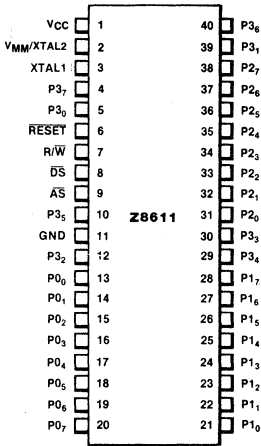 VCC 1 40 P3₆
VMM/XTAL2 2 39 P3₁
XTAL1 3 38 P2₇
P3₇ 4 37 P2₆
P3₀ 5 36 P2₅
RESET 6 35 P2₄
R/W 7 34 P2₃
DS 8 33 P2₂
AS 9 32 P2₁
P3₅ 10 Z8611 31 P2₀
GND 11 30 P3₃
P3₂ 12 29 P3₄
P0₀ 13 28 P1₇
P0₁ 14 27 P1₆
P0₂ 15 26 P1₅
P0₃ 16 25 P1₄
P0₄ 17 24 P1₃
P0₅ 18 23 P1₂
P0₆ 19 22 P1₁
P0₇ 20 21 P1₀